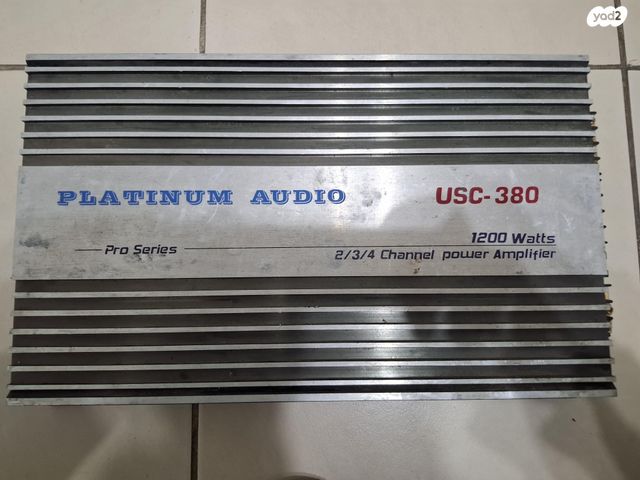 yad2
PLATINUM AUDIO USC-380
Pro Series 1200 Watts
2/3/4 Channel power Amplifier